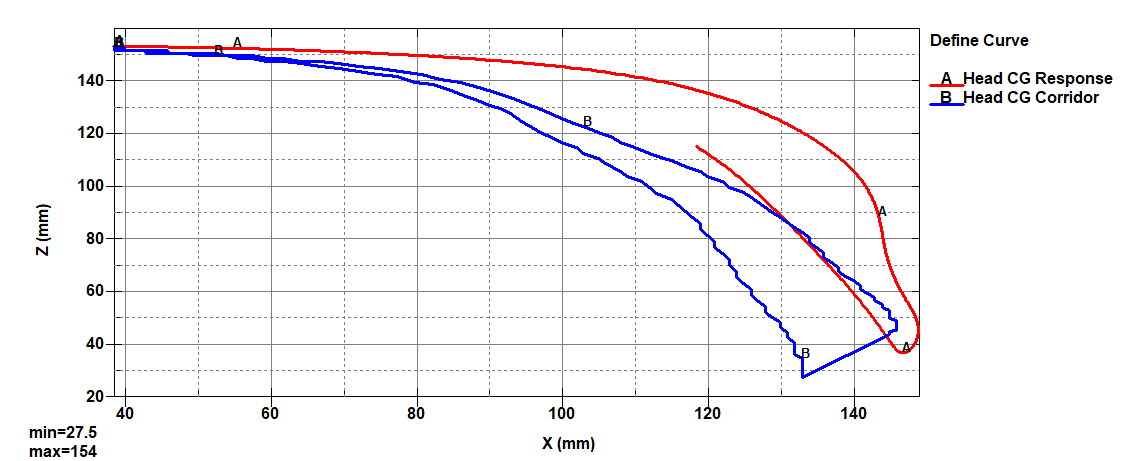 Define Curve
A Head CG Response
B Head CG Corridor
A
B
A
B
B
A
B
A
140
120
100
80
60
40
20
Z (mm)
40 60 80 100 120 140
X (mm)
min=27.5
max=154